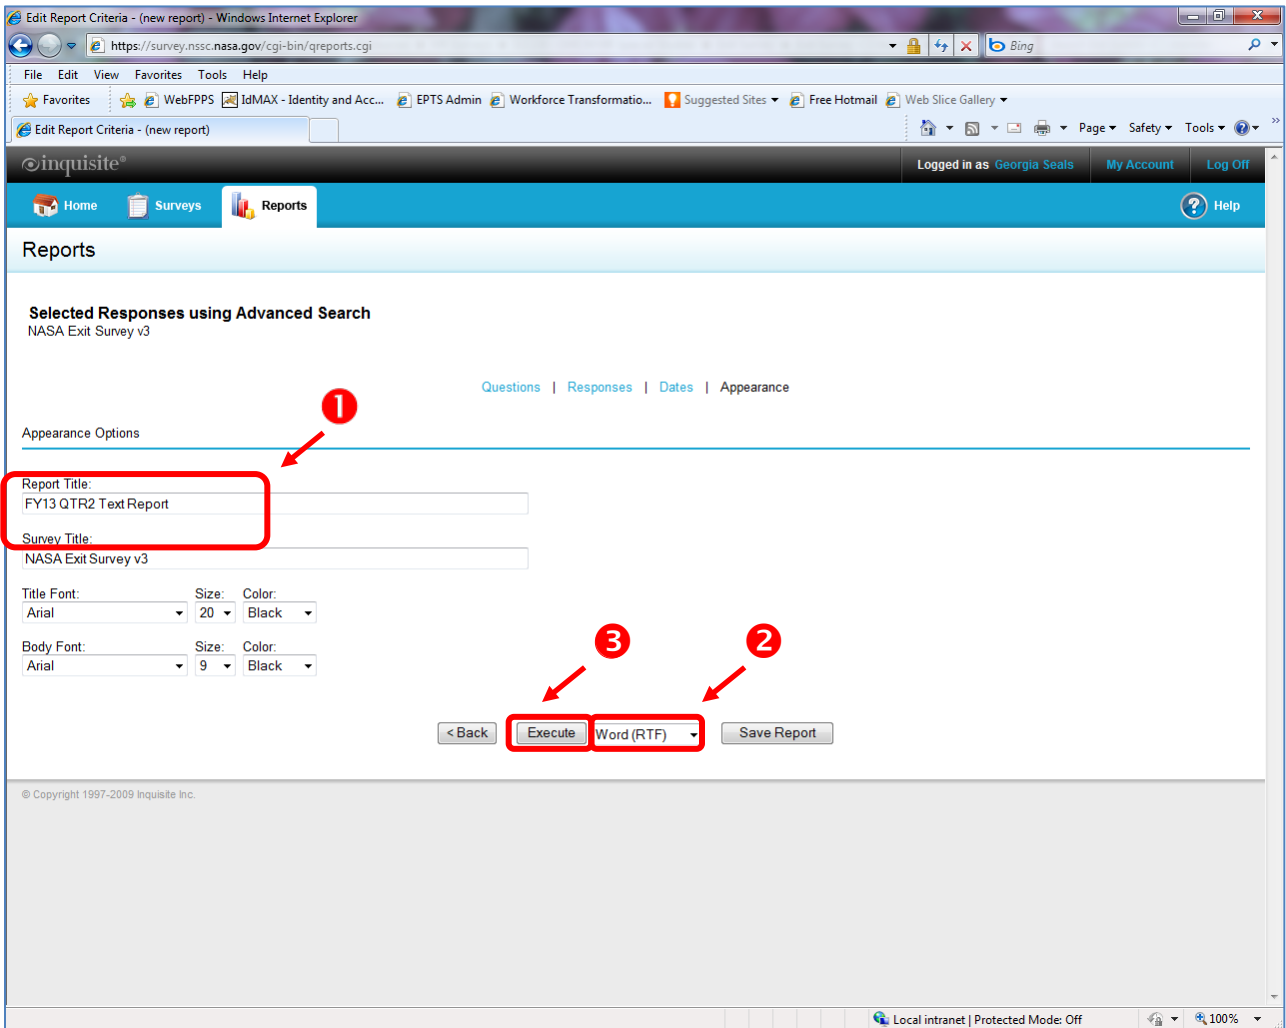 Edit Report Criteria - (new report) - Windows Internet Explorer
https://survey.nssc.nasa.gov/cgi-bin/qreports.cgi
Bing
File Edit View Favorites Tools Help
Favorites WebFPPS IdMAX - Identity and Acc... EPTS Admin Workforce Transformatio... Suggested Sites Free Hotmail Web Slice Gallery
Edit Report Criteria - (new report)
Page Safety Tools
inquisite®
Logged in as Georgia Seals My Account Log Off
Home Surveys Reports Help
Reports
Selected Responses using Advanced Search
NASA Exit Survey v3
Questions | Responses | Dates | Appearance
1
Appearance Options
Report Title:
FY13 QTR2 Text Report
Survey Title:
NASA Exit Survey v3
Title Font: Size: Color:
Arial 20 Black
Body Font: Size: Color:
Arial 9 Black
3 2
< Back Execute Word (RTF) Save Report
© Copyright 1997-2009 Inquisite Inc.
Local intranet | Protected Mode: Off 100%